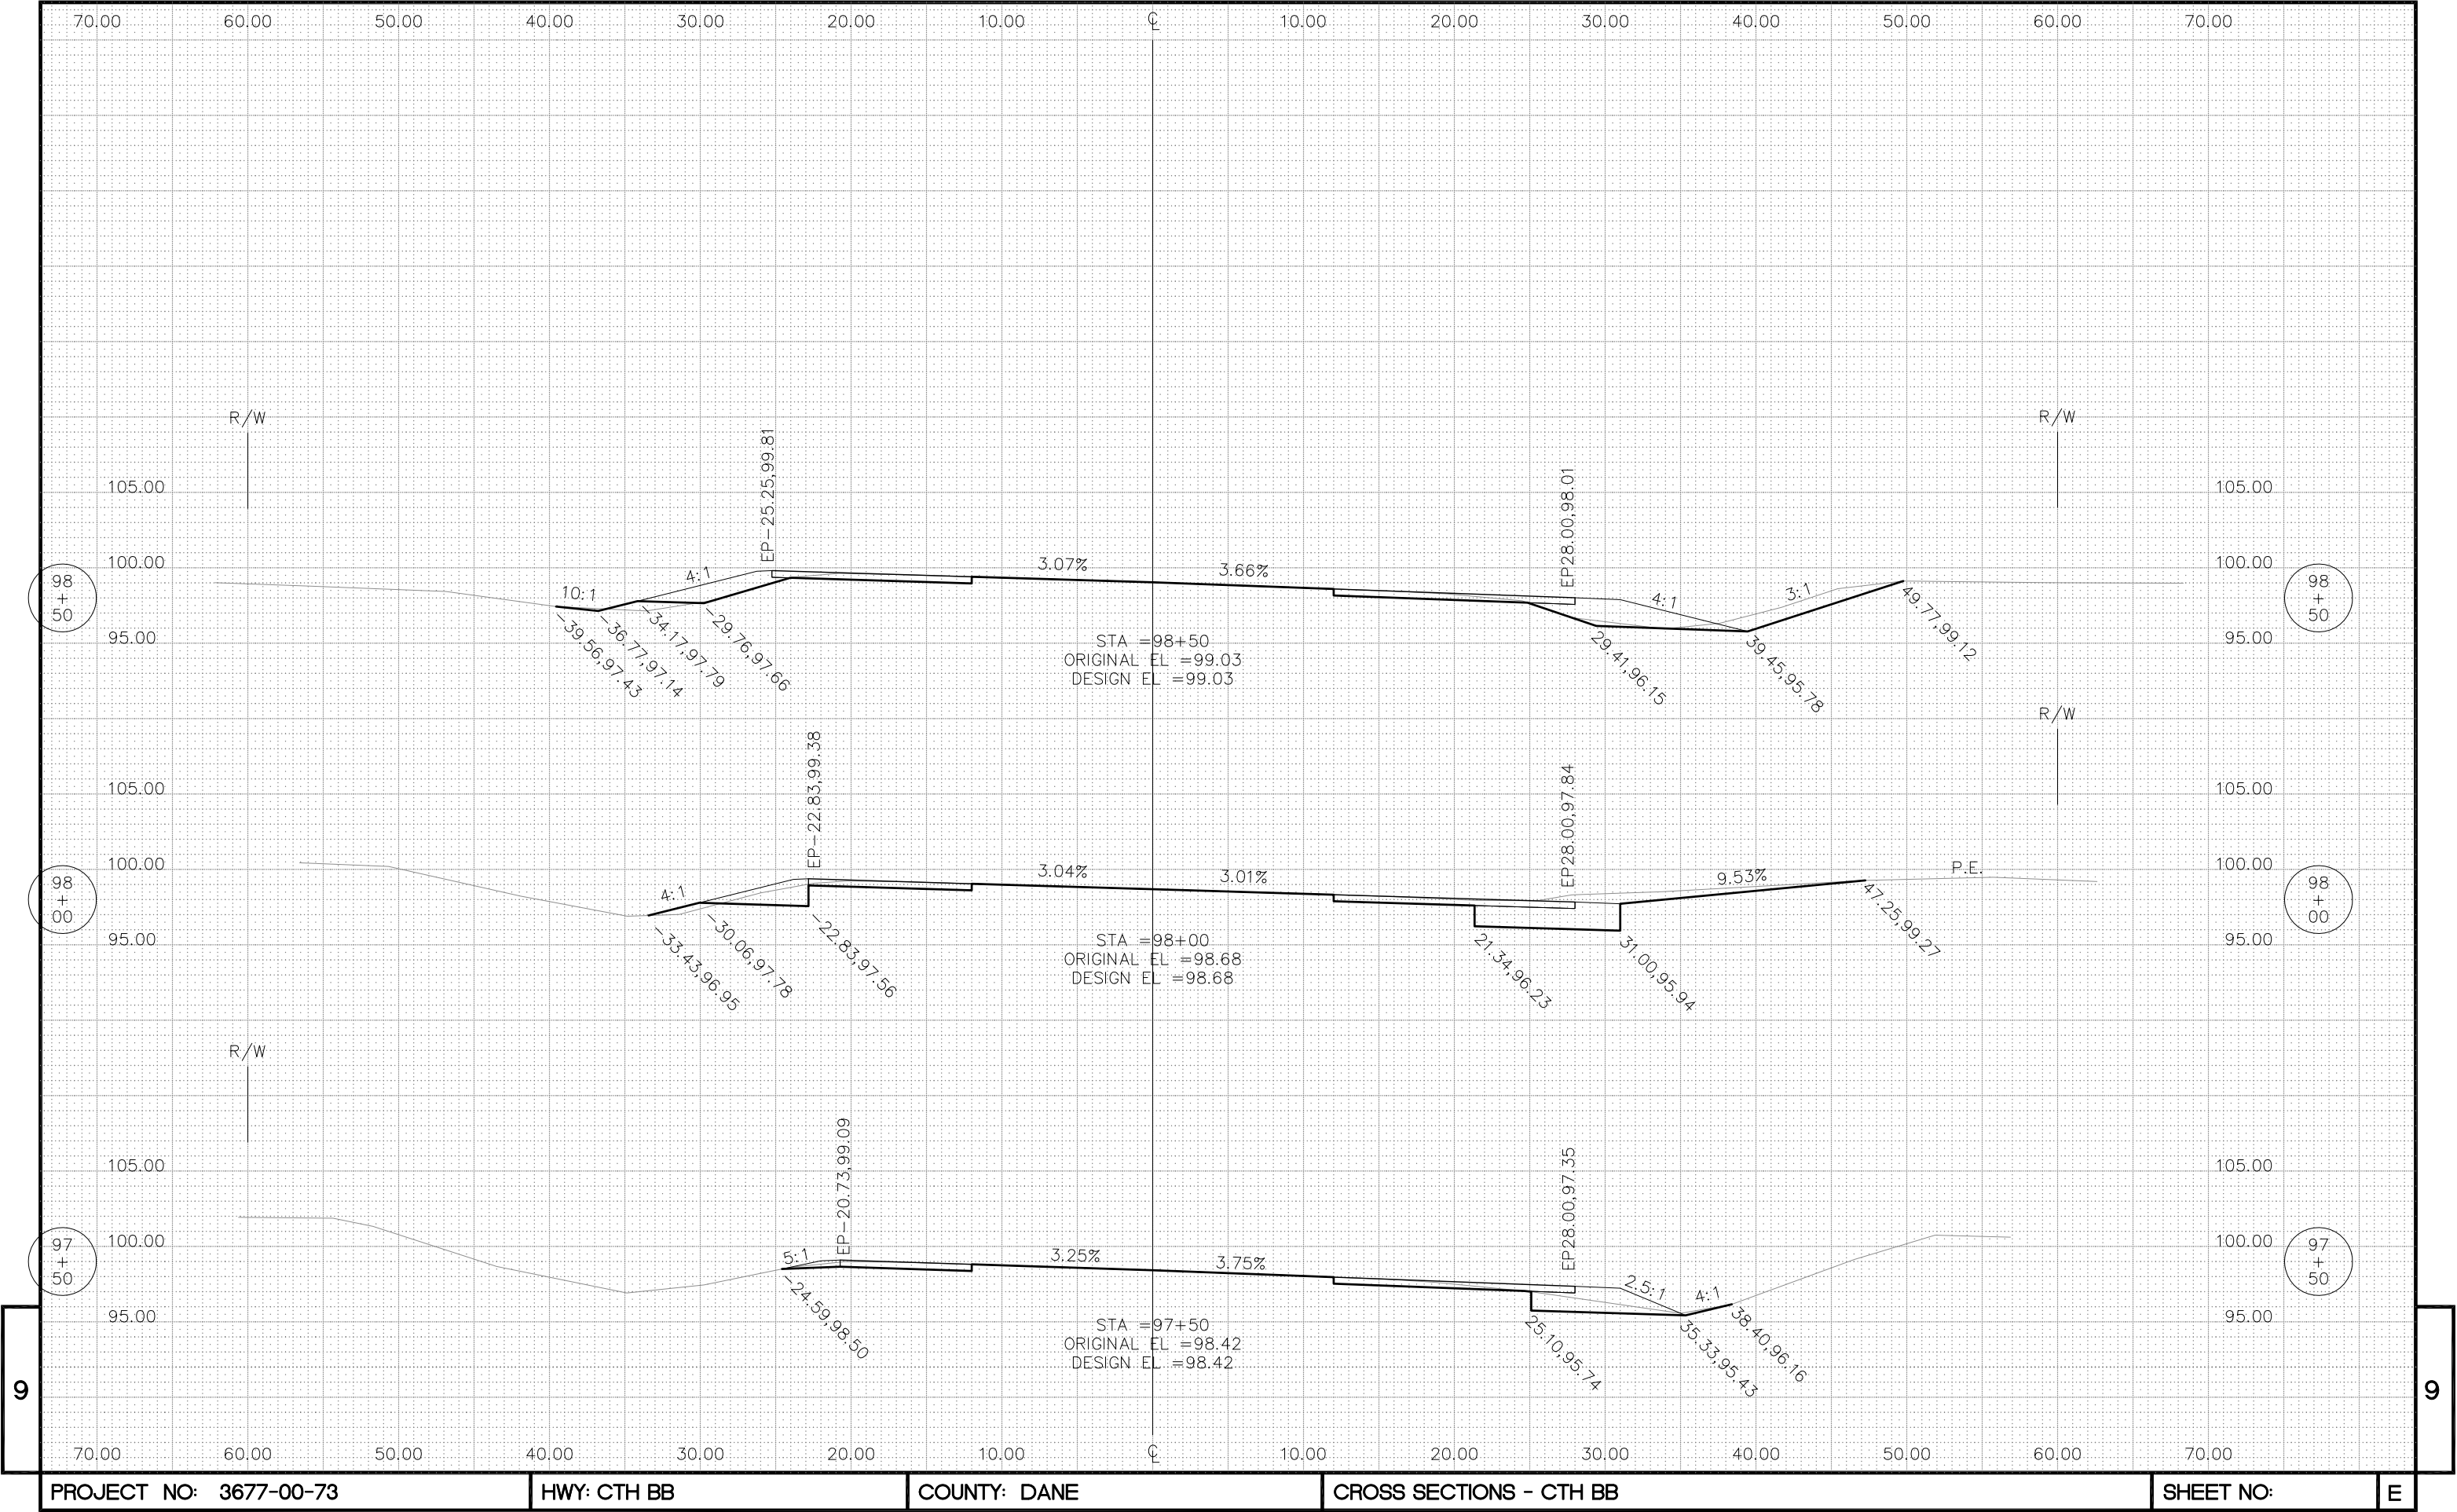 70.00 60.00 50.00 40.00 30.00 20.00 10.00 ℄ 10.00 20.00 30.00 40.00 50.00 60.00 70.00
R/W R/W
EP-25.25,99.81
EP28.00,98.01
105.00 105.00
100.00 100.00
95.00 95.00
98
+
50
98
+
50
10:1 4:1 3.07% 3.66% 4:1 3:1
-39.56,97.43
-36.77,97.14
-34.17,97.79
-29.76,97.66
29.41,96.15
39.45,95.78
49.77,99.12
STA =98+50
ORIGINAL EL =99.03
DESIGN EL =99.03
R/W
EP-22.83,99.38
EP28.00,97.84
105.00 105.00
100.00 100.00
95.00 95.00
98
+
00
98
+
00
4:1 3.04% 3.01% 9.53% P.E.
-33.43,96.95
-30.06,97.78
-22.83,97.56
21.34,96.23
31.00,95.94
47.25,99.27
STA =98+00
ORIGINAL EL =98.68
DESIGN EL =98.68
R/W
EP-20.73,99.09
EP28.00,97.35
105.00 105.00
100.00 100.00
95.00 95.00
97
+
50
97
+
50
5:1 3.25% 3.75% 2.5:1 4:1
-24.59,98.50
25.10,95.74
35.33,95.43
38.40,96.16
STA =97+50
ORIGINAL EL =98.42
DESIGN EL =98.42
9 9
70.00 60.00 50.00 40.00 30.00 20.00 10.00 ℄ 10.00 20.00 30.00 40.00 50.00 60.00 70.00
PROJECT NO: 3677-00-73 HWY: CTH BB COUNTY: DANE CROSS SECTIONS - CTH BB SHEET NO: E